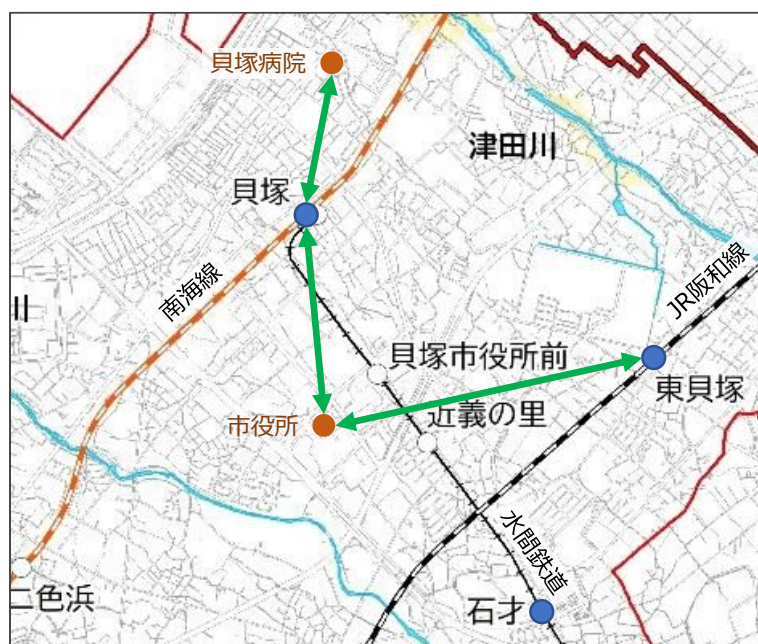 貝塚病院
津田川
貝塚
南海線
JR阪和線
川
貝塚市役所前
東貝塚
市役所
近義の里
水間鉄道
二色浜
石才